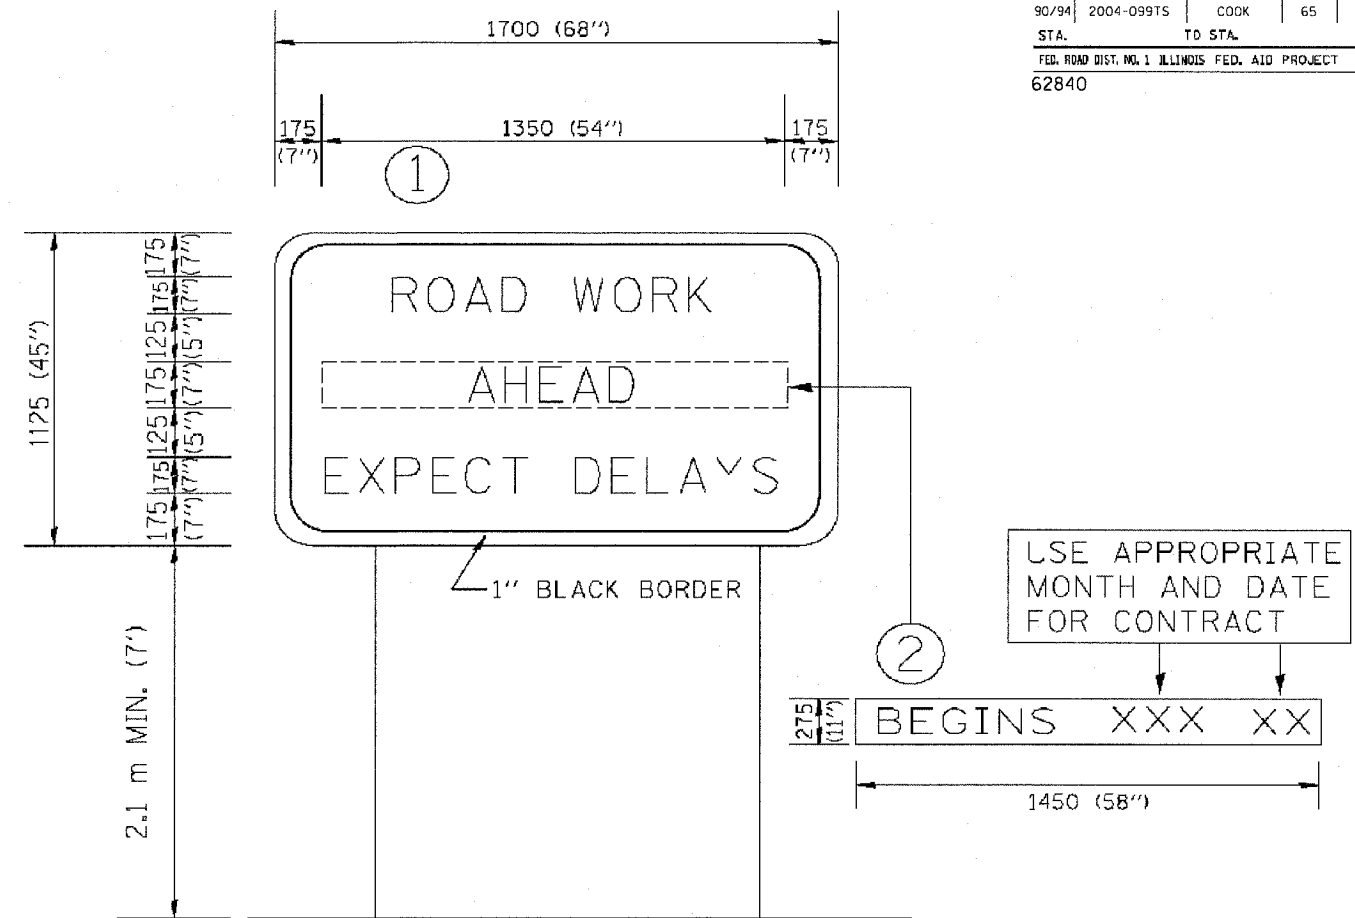 90/94 2004-099TS COOK 65
STA. TO STA.
FED. ROAD DIST. NO. 1 ILLINOIS FED. AID PROJECT
62840
1700 (68")
175 1350 (54") 175
(7") (7")
1
ROAD WORK
AHEAD
EXPECT DELAYS
1" BLACK BORDER
1125 (45")
175 (7")
175 (7")
125 (5")
175 (7")
125 (5")
175 (7")
175 (7")
2.1 m MIN. (7')
USE APPROPRIATE
MONTH AND DATE
FOR CONTRACT
2
275 (11")
BEGINS XXX XX
1450 (58")